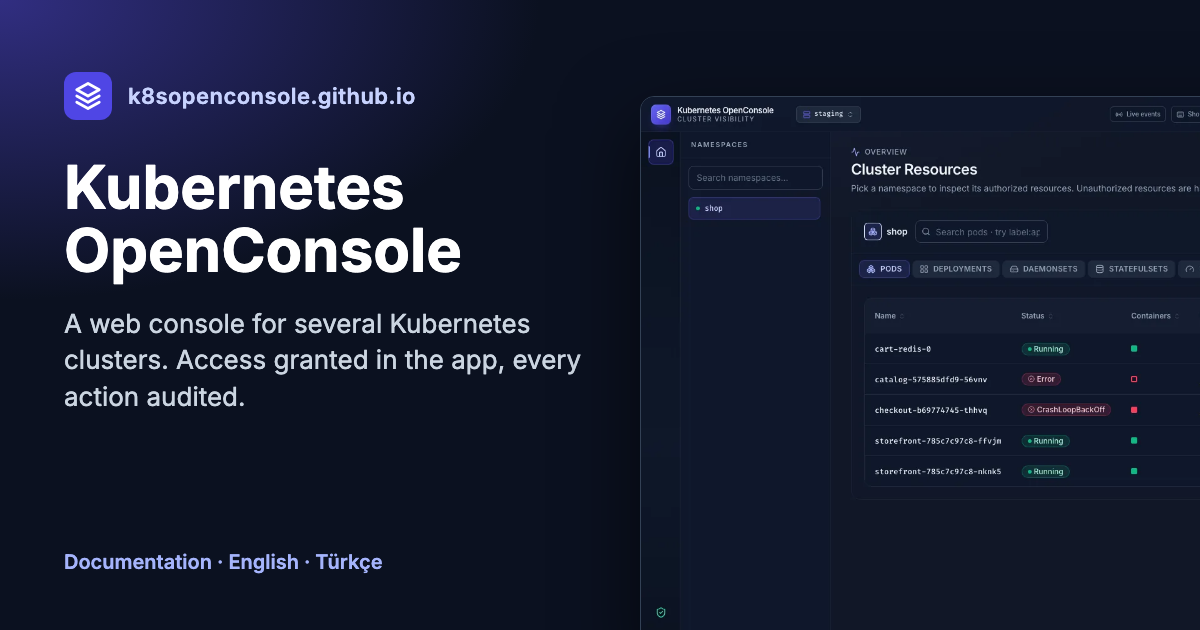 k8sopenconsole.github.io
Kubernetes
OpenConsole
A web console for several Kubernetes
clusters. Access granted in the app, every
action audited.
Documentation · English · Türkçe
Kubernetes OpenConsole
CLUSTER VISIBILITY
staging
Live events
NAMESPACES
Search namespaces...
shop
OVERVIEW
Cluster Resources
Pick a namespace to inspect its authorized resources. Unauthorized resources are
shop
Search pods · try label:ap
PODS DEPLOYMENTS DAEMONSETS STATEFULSETS
Name Status Containers
cart-redis-0 Running
catalog-575885dfd9-56vnv Error
checkout-b69774745-thhvq CrashLoopBackOff
storefront-785c7c97c8-ffvjm Running
storefront-785c7c97c8-nknk5 Running